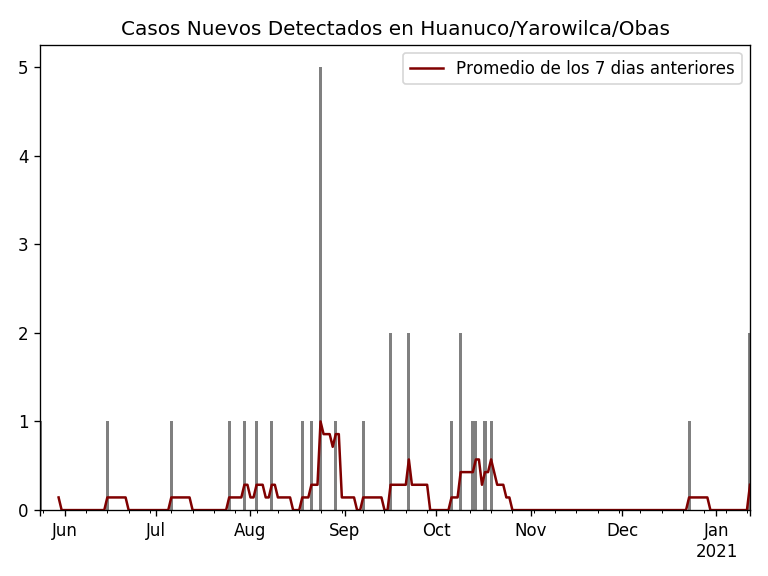 Casos Nuevos Detectados en Huanuco/Yarowilca/Obas
Promedio de los 7 dias anteriores
5
4
3
2
1
0
Jun Jul Aug Sep Oct Nov Dec Jan
2021